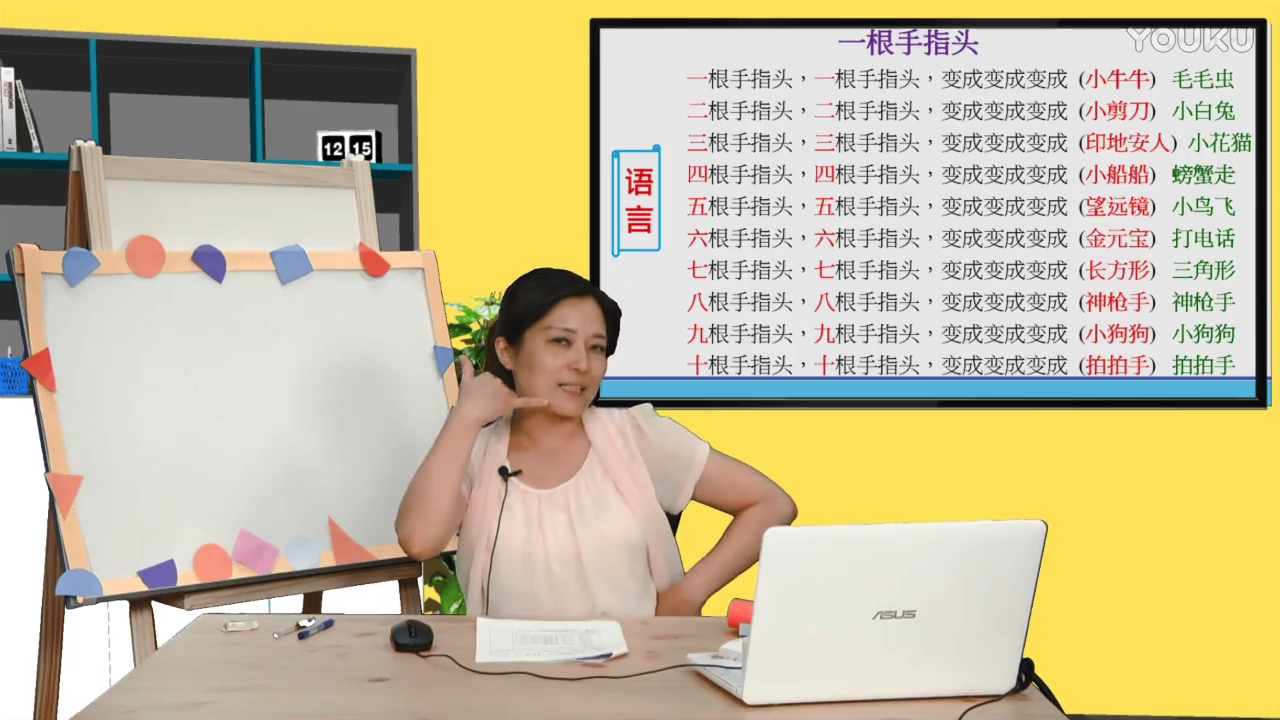 一根手指头
YOUKU
一根手指头，一根手指头，变成变成变成 (小牛牛) 毛毛虫
二根手指头，二根手指头，变成变成变成 (小剪刀) 小白兔
三根手指头，三根手指头，变成变成变成 (印地安人) 小花猫
四根手指头，四根手指头，变成变成变成 (小船船) 螃蟹走
五根手指头，五根手指头，变成变成变成 (望远镜) 小鸟飞
六根手指头，六根手指头，变成变成变成 (金元宝) 打电话
七根手指头，七根手指头，变成变成变成 (长方形) 三角形
八根手指头，八根手指头，变成变成变成 (神枪手) 神枪手
九根手指头，九根手指头，变成变成变成 (小狗狗) 小狗狗
十根手指头，十根手指头，变成变成变成 (拍拍手) 拍拍手
语言
12 15
ASUS